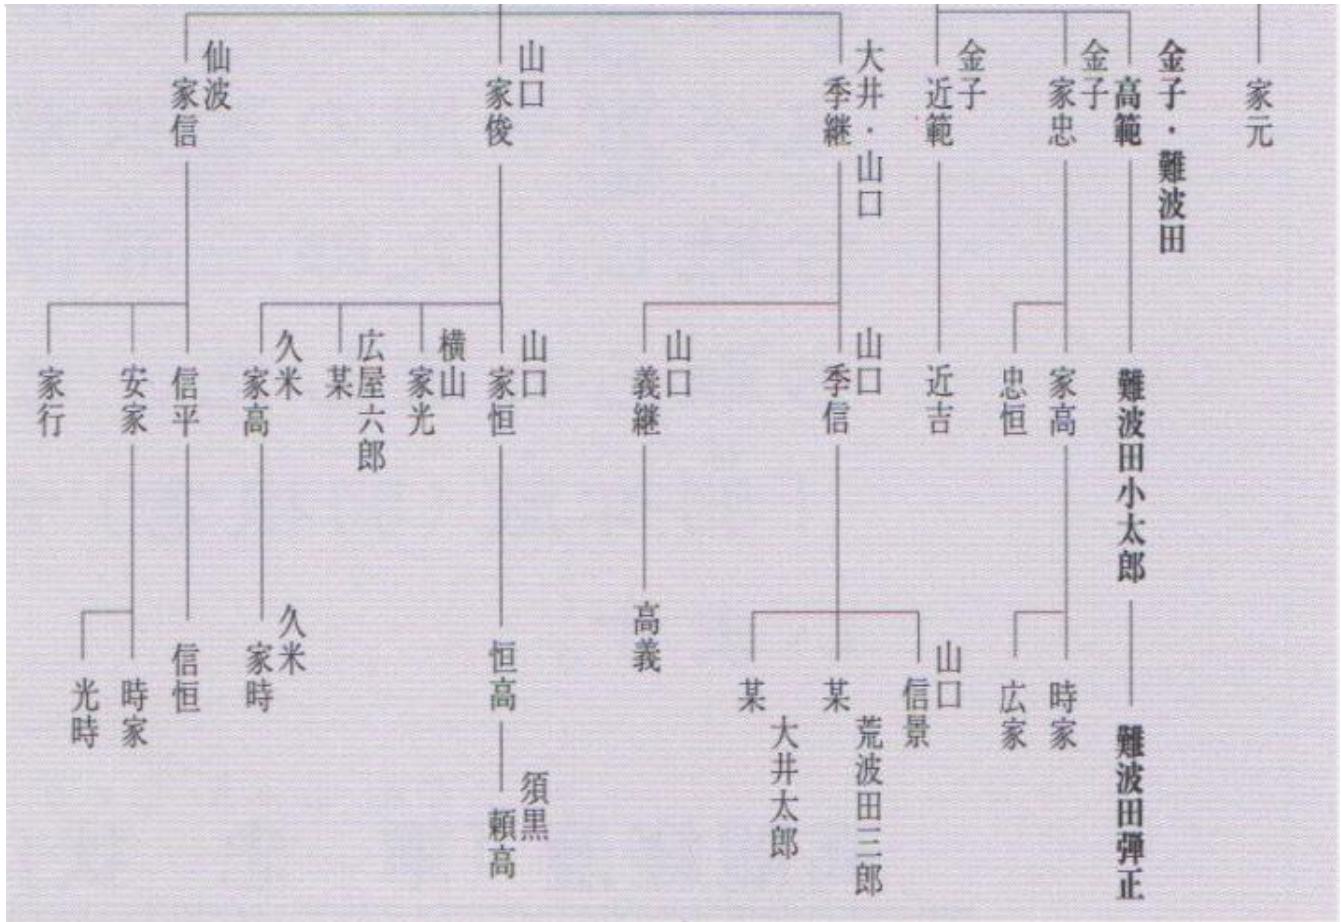 家元
金子・難波田
高範
金子
家忠
金子
近範
大井・山口
季継
山口
家俊
仙波
家信
難波田小太郎
家高
忠恒
近吉
山口
季信
山口
義継
山口
家恒
横山
家光
広屋六郎
某
久米
家高
信平
安家
家行
難波田弾正
時家
広家
山口
信景
荒波田三郎
某
大井太郎
某
高義
恒高
須黒
頼高
久米
家時
信恒
時家
光時